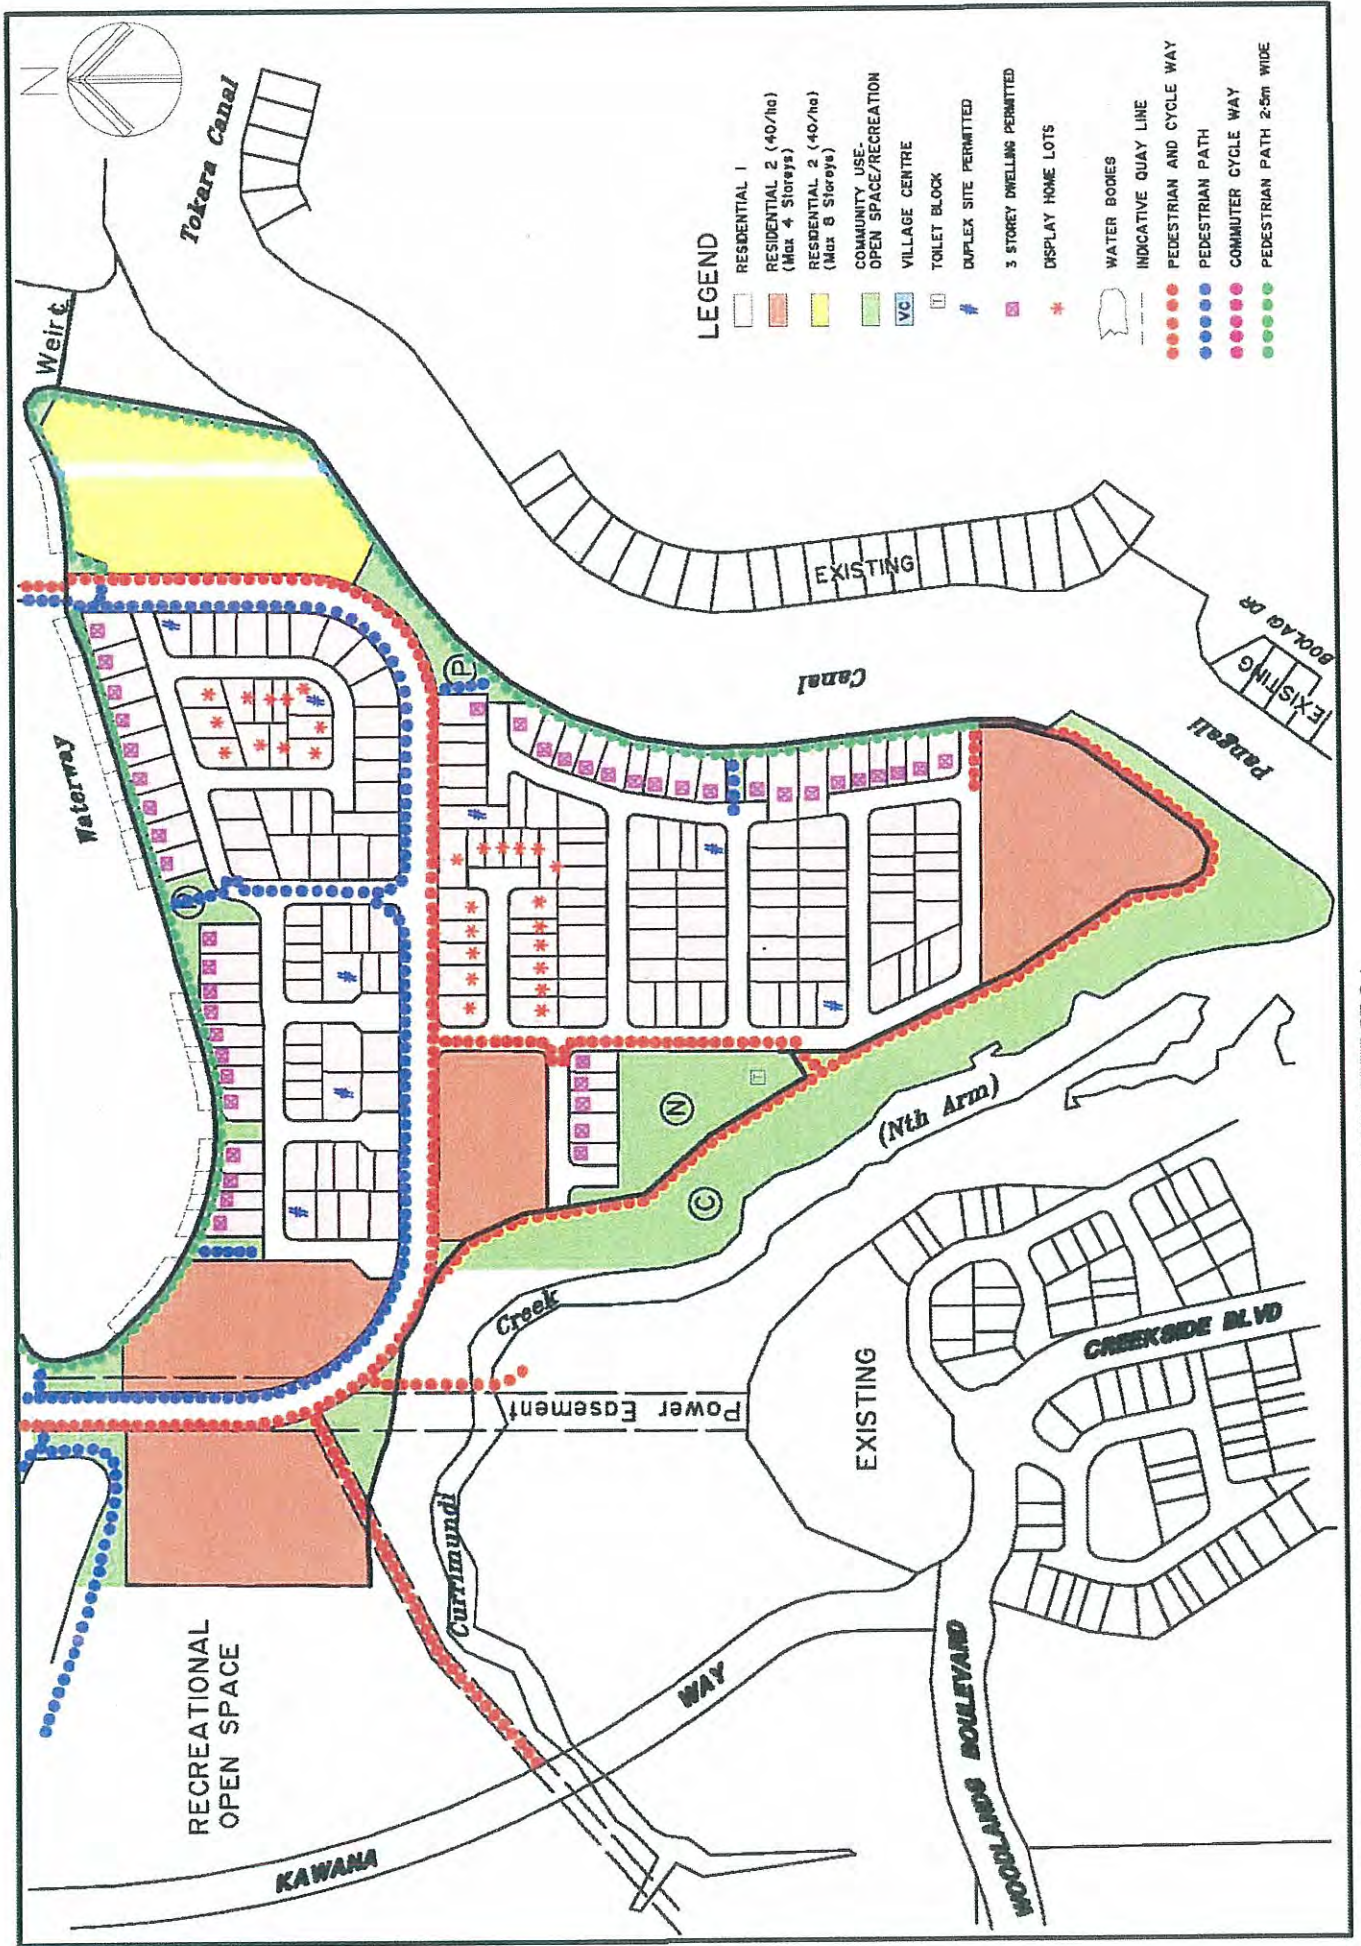 N
Tokara Canal
Weir ȼ
Waterway
LEGEND
RESIDENTIAL 1
RESIDENTIAL 2 (40/ha)
(Max 4 Storeys)
RESIDENTIAL 2 (40/ha)
(Max 8 Storeys)
COMMUNITY USE-
OPEN SPACE/RECREATION
VC VILLAGE CENTRE
T TOILET BLOCK
# DUPLEX SITE PERMITTED
3 STOREY DWELLING PERMITTED
* DISPLAY HOME LOTS
WATER BODIES
INDICATIVE QUAY LINE
PEDESTRIAN AND CYCLE WAY
PEDESTRIAN PATH
COMMUTER CYCLE WAY
PEDESTRIAN PATH 2·5m WIDE
EXISTING
P
Canal
Pangali
EXISTING
BOOLAGI DR
EXISTING
T
N
C
(Nth Arm)
Creek
Currimundi
Power Easement
EXISTING
CREEKSIDE BLVD
RECREATIONAL
OPEN SPACE
KAWANA
WAY
WOODLANDS BOULEVARD